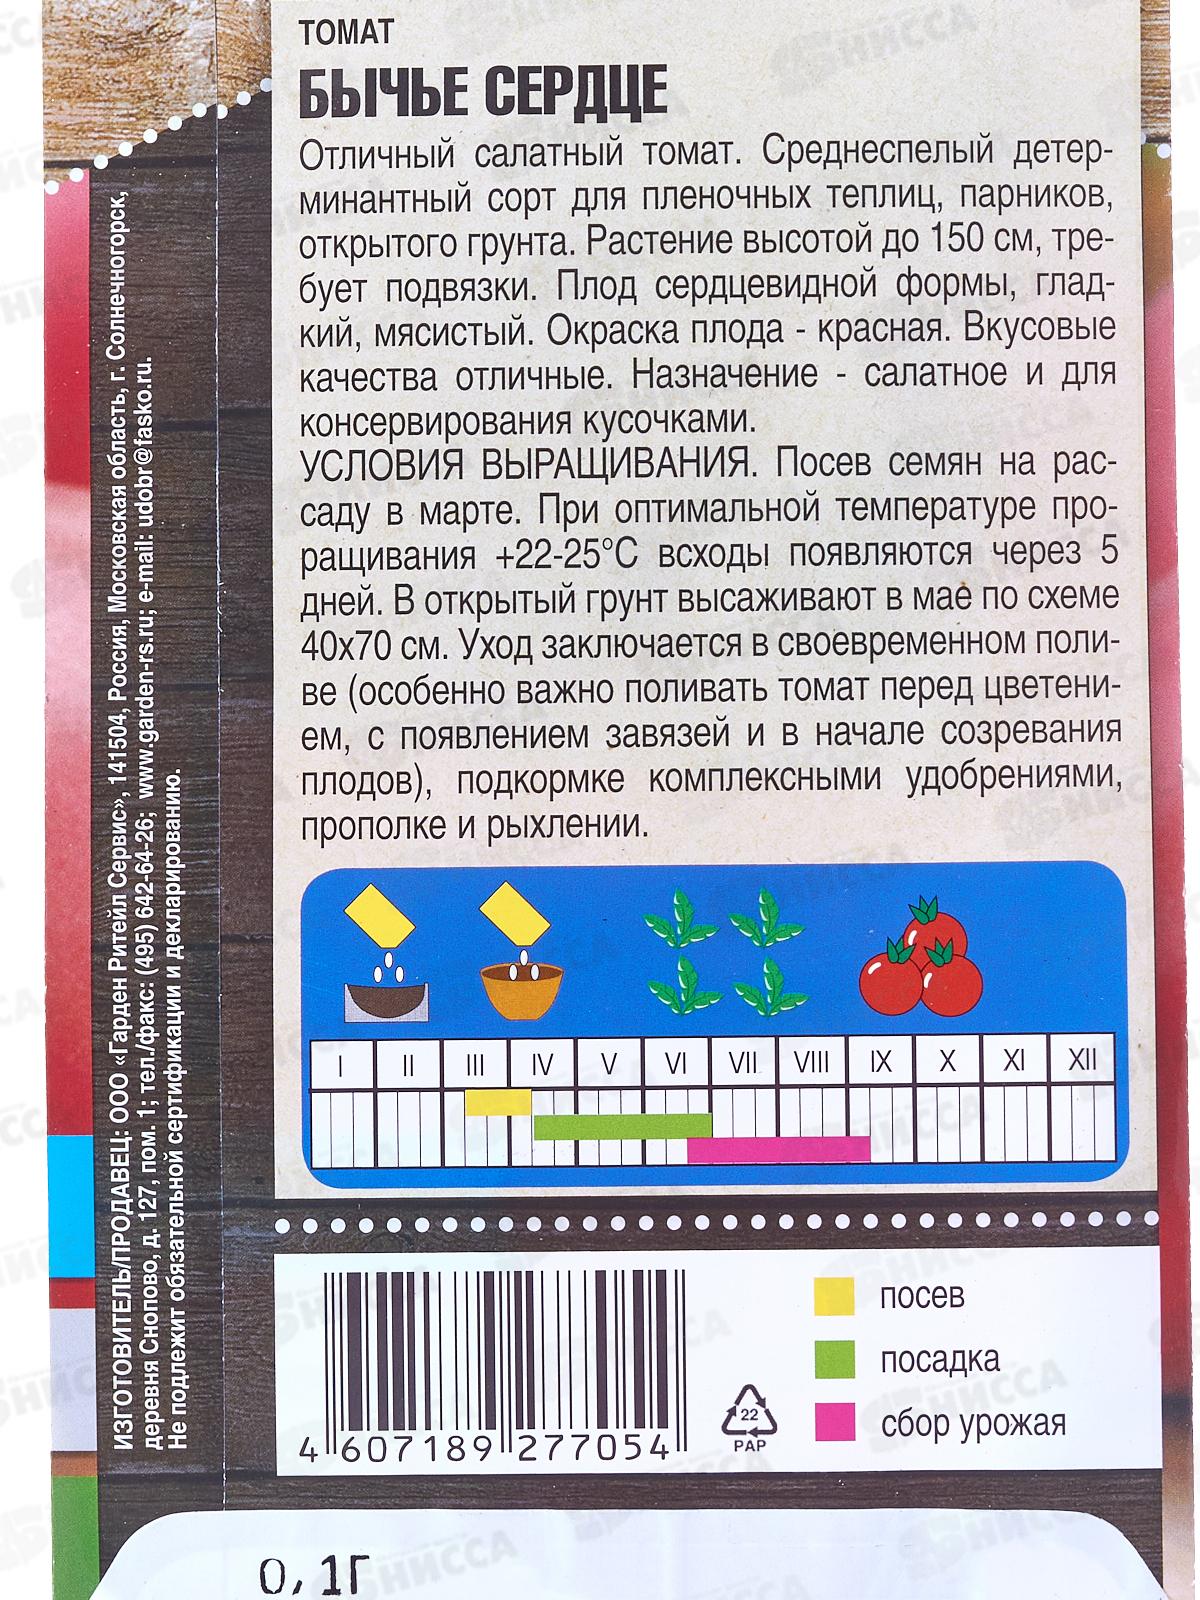 ТОМАТ
БЫЧЬЕ СЕРДЦЕ
Отличный салатный томат. Среднеспелый детер-
минантный сорт для пленочных теплиц, парников,
открытого грунта. Растение высотой до 150 см, тре-
бует подвязки. Плод сердцевидной формы, глад-
кий, мясистый. Окраска плода - красная. Вкусовые
качества отличные. Назначение - салатное и для
консервирования кусочками.
УСЛОВИЯ ВЫРАЩИВАНИЯ. Посев семян на рас-
саду в марте. При оптимальной температуре про-
ращивания +22-25°С всходы появляются через 5
дней. В открытый грунт высаживают в мае по схеме
40х70 см. Уход заключается в своевременном поли-
ве (особенно важно поливать томат перед цветени-
ем, с появлением завязей и в начале созревания
плодов), подкормке комплексными удобрениями,
прополке и рыхлении.
I II III IV V VI VII VIII IX X XI XII
посев
посадка
сбор урожая
22
PAP
4 607189 277054
0,1Г
ИЗГОТОВИТЕЛЬ/ПРОДАВЕЦ: ООО «Гарден Ритейл Сервис», 141504, Россия, Московская область, г. Солнечногорск,
деревня Снопово, д. 127, пом. 1; тел./факс: (495) 642-64-26; www.garden-rs.ru; e-mail: udobr@fasko.ru.
Не подлежит обязательной сертификации и декларированию.
НИССА